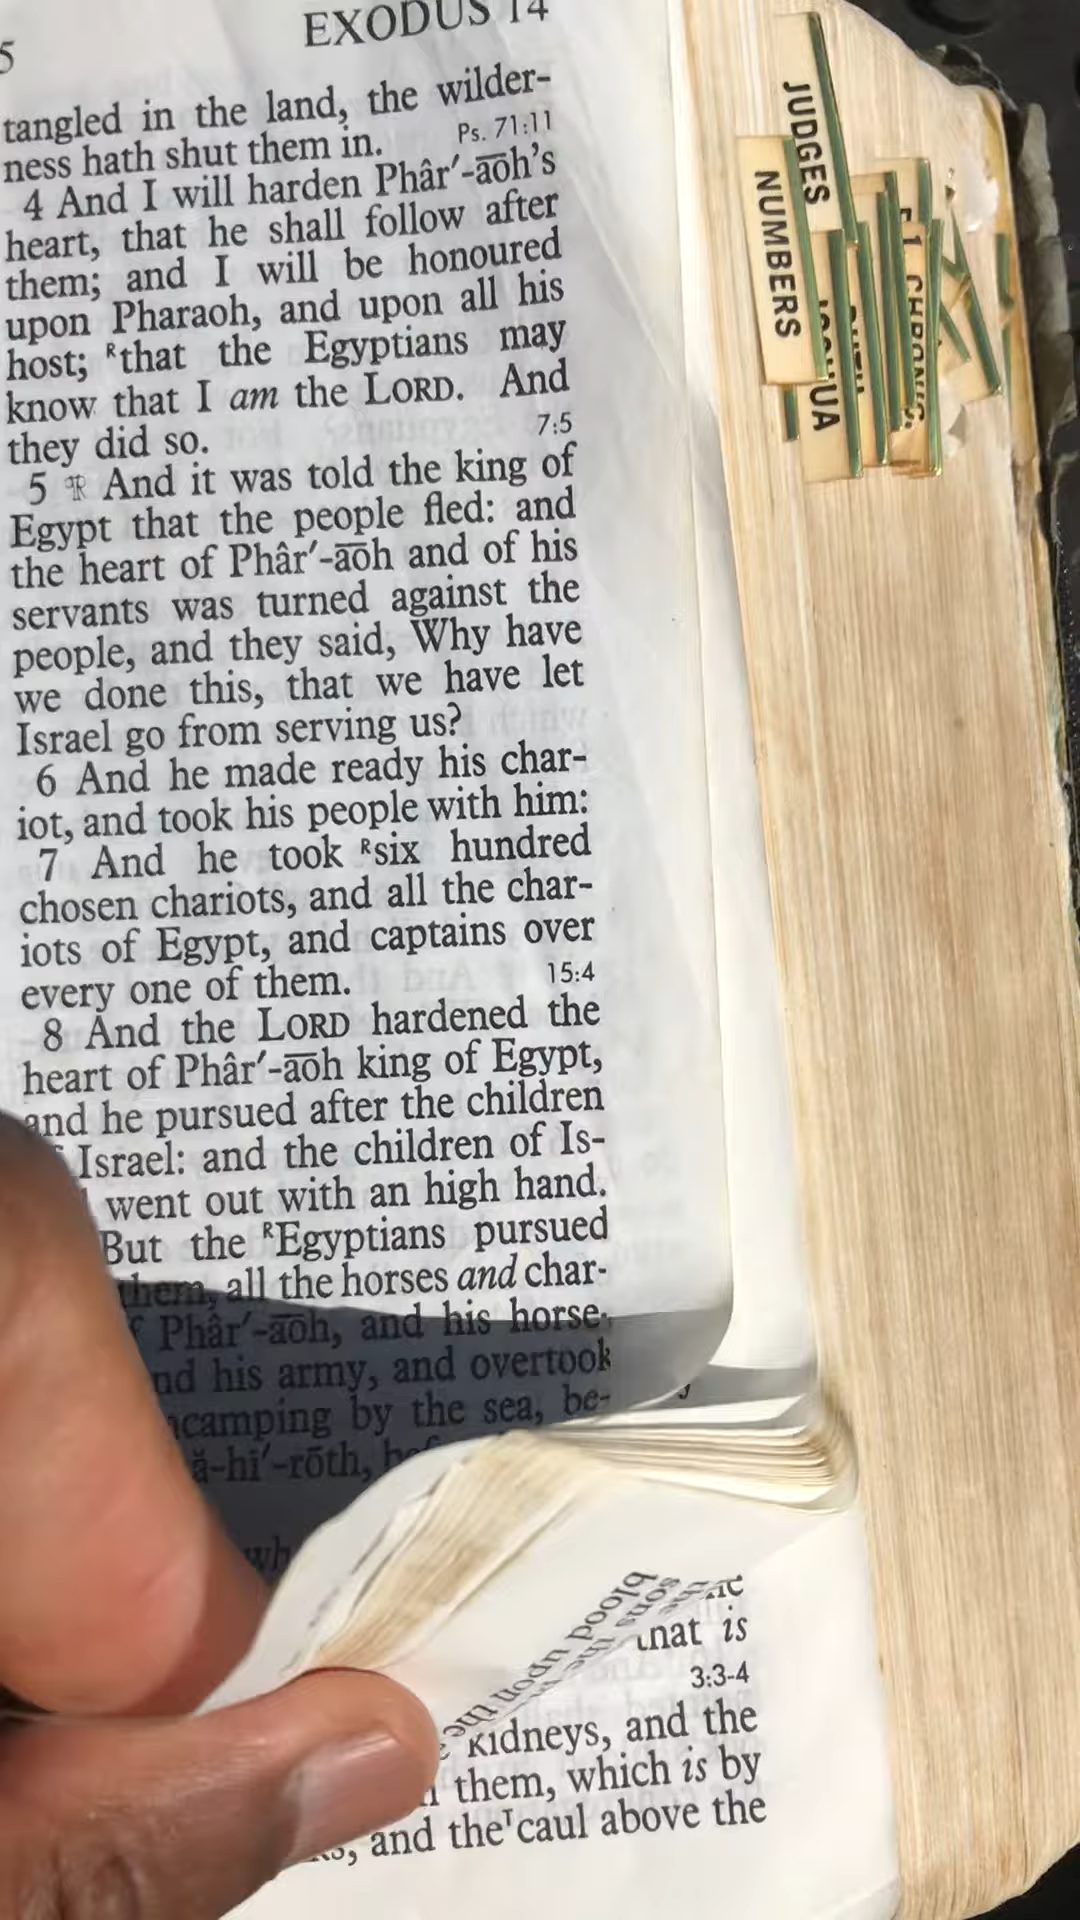 5
EXODUS 14
tangled in the land, the wilder-
ness hath shut them in. Ps. 71:11
4 And I will harden Phâr′-āōh's
heart, that he shall follow after
them; and I will be honoured
upon Pharaoh, and upon all his
host; ᴿthat the Egyptians may
know that I am the LORD. And
they did so. 7:5
5 And it was told the king of
Egypt that the people fled: and
the heart of Phâr′-āōh and of his
servants was turned against the
people, and they said, Why have
we done this, that we have let
Israel go from serving us?
6 And he made ready his char-
iot, and took his people with him:
7 And he took ᴿsix hundred
chosen chariots, and all the char-
iots of Egypt, and captains over
every one of them. 15:4
8 And the LORD hardened the
heart of Phâr′-āōh king of Egypt,
and he pursued after the children
Israel: and the children of Is-
went out with an high hand.
But the ᴿEgyptians pursued
them, all the horses and char-
Phâr′-āōh, and his horse-
his army, and overtook
by the sea, be-
ă-hī′-rōth,
blood upon the
sons
that is
3:3-4
kidneys, and the
them, which is by
and the ᵀcaul above the
JUDGES
NUMBERS
1 CHRONIC.